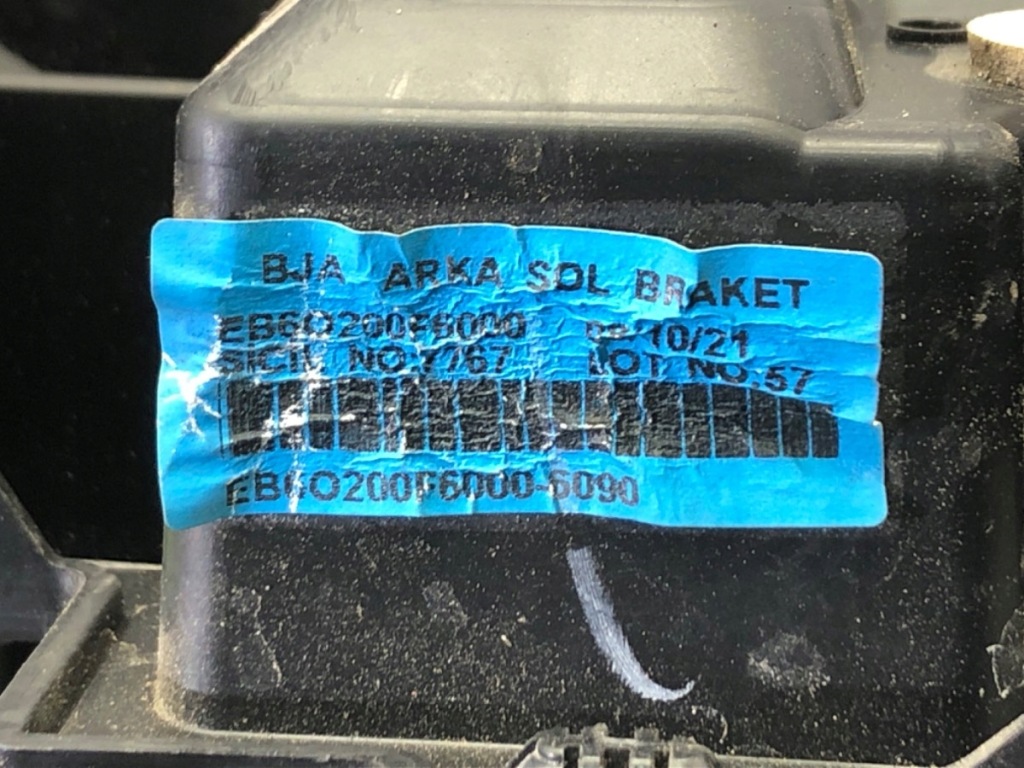 BJA ARKA SOL BRAKET
EB6O200F6000 10/21
SICIL NO:7767 LOT NO:57
EB6O200F6000-6090